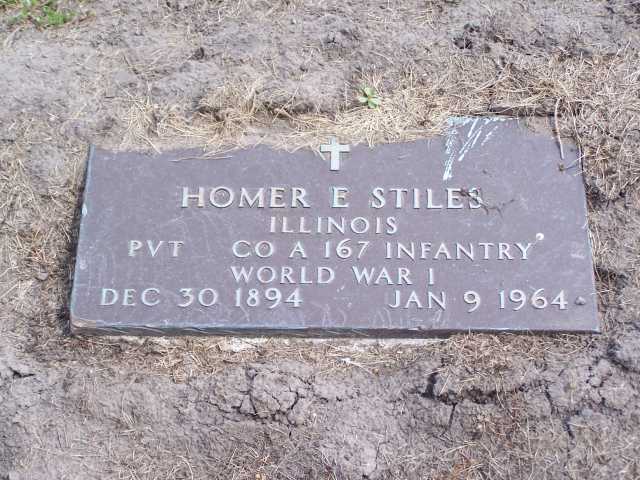 HOMER E STILES
ILLINOIS
PVT CO A 167 INFANTRY
WORLD WAR I
DEC 30 1894 JAN 9 1964